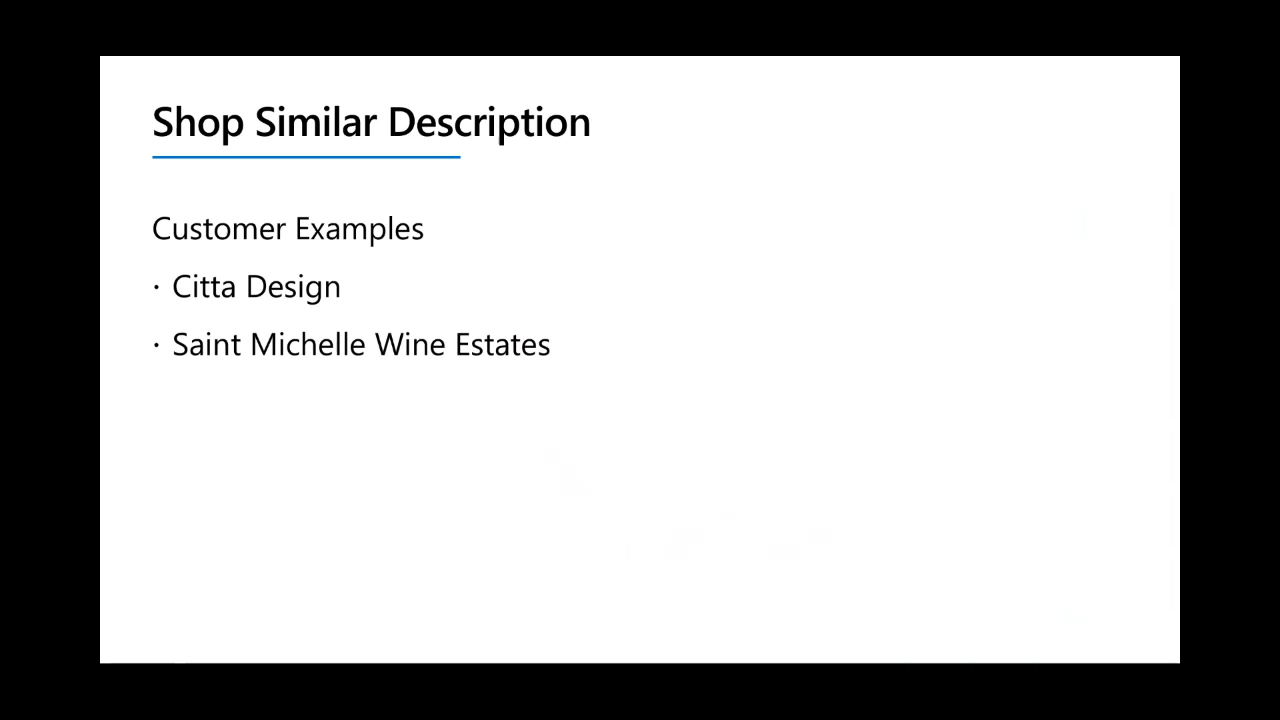 Shop Similar Description
Customer Examples
· Citta Design
· Saint Michelle Wine Estates